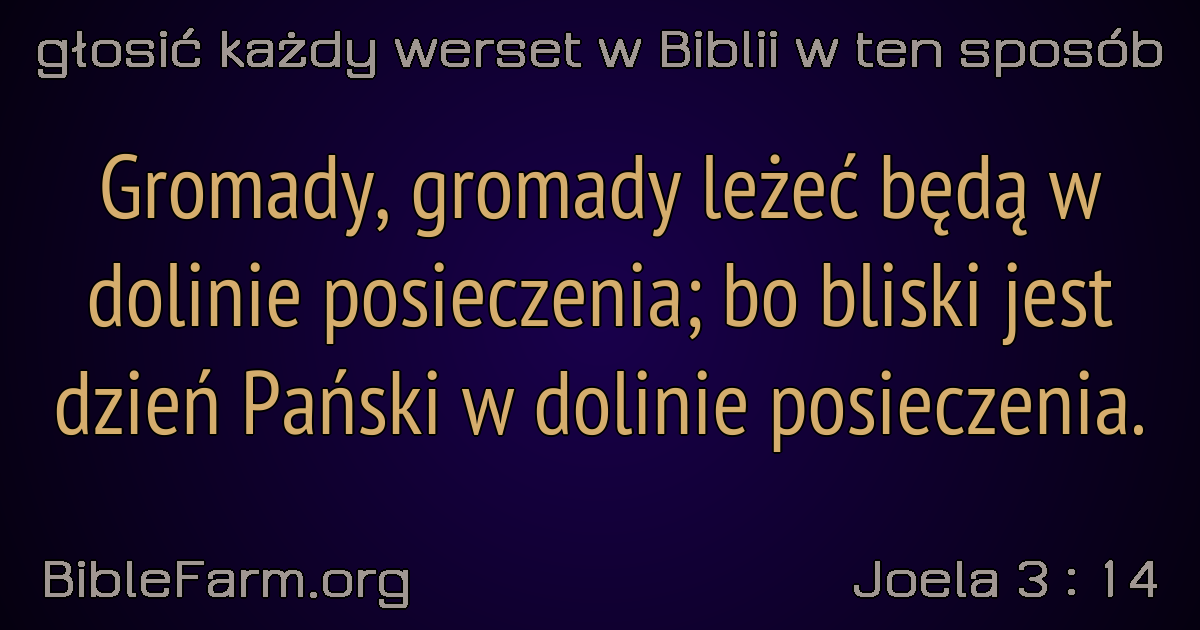 głosić każdy werset w Biblii w ten sposób
Gromady, gromady leżeć będą w
dolinie posieczenia; bo bliski jest
dzień Pański w dolinie posieczenia.
BibleFarm.org
Joela 3 : 14